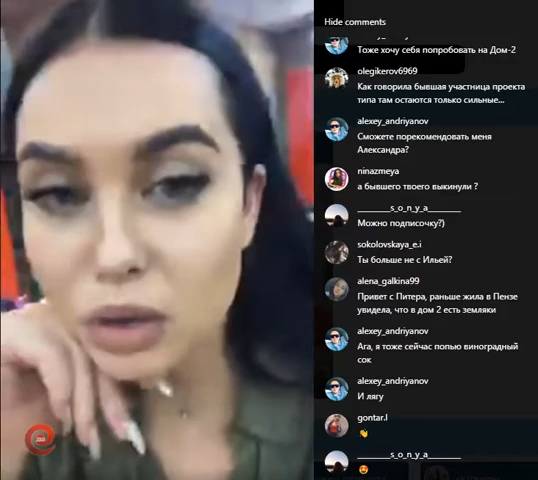 Hide comments
Тоже хочу себя попробовать на Дом-2
olegikerov6969
Как говорила бывшая участница проекта
типа там остаются только сильные...
alexey_andriyanov
Сможете порекомендовать меня
Александра?
ninazmeya
а бывшего твоего выкинули ?
________s_o_n_y_a________
Можно подписочку?)
sokolovskaya_e.i
Ты больше не с Ильей?
alena_galkina99
Привет с Питера, раньше жила в Пензе
увидела, что в дом 2 есть земляки
alexey_andriyanov
Ага, я тоже сейчас попью виноградный
сок
alexey_andriyanov
И лягу
gontar.l
👏
________s_o_n_y_a________
😍